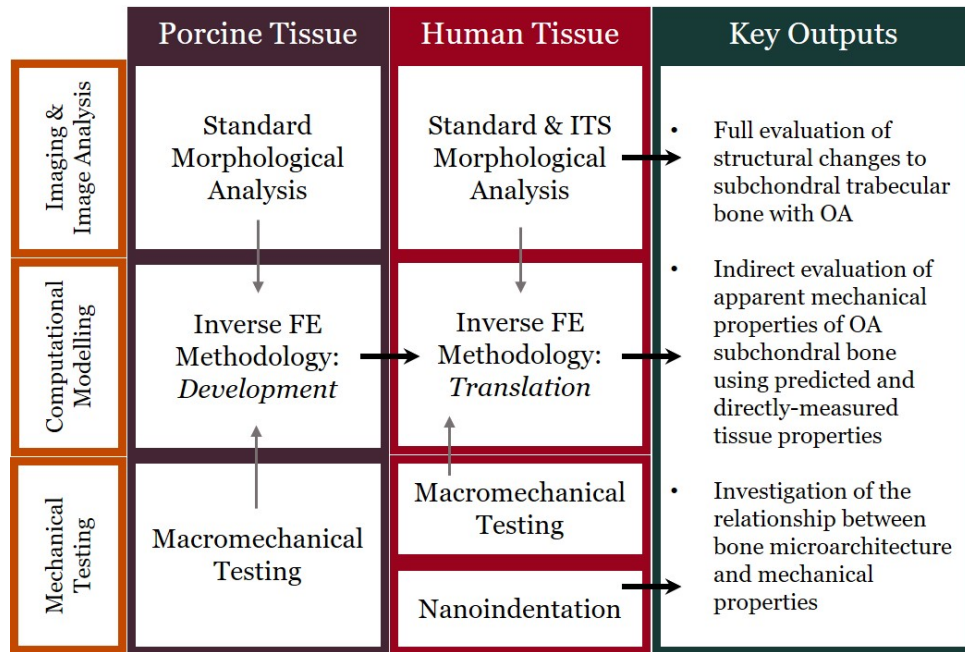 Porcine Tissue
Human Tissue
Key Outputs
Imaging &
Image Analysis
Standard
Morphological
Analysis
Standard & ITS
Morphological
Analysis
• Full evaluation of
structural changes to
subchondral trabecular
bone with OA
Computational
Modelling
Inverse FE
Methodology:
Development
Inverse FE
Methodology:
Translation
• Indirect evaluation of
apparent mechanical
properties of OA
subchondral bone
using predicted and
directly-measured
tissue properties
Mechanical
Testing
Macromechanical
Testing
Macromechanical
Testing
Nanoindentation
• Investigation of the
relationship between
bone microarchitecture
and mechanical
properties